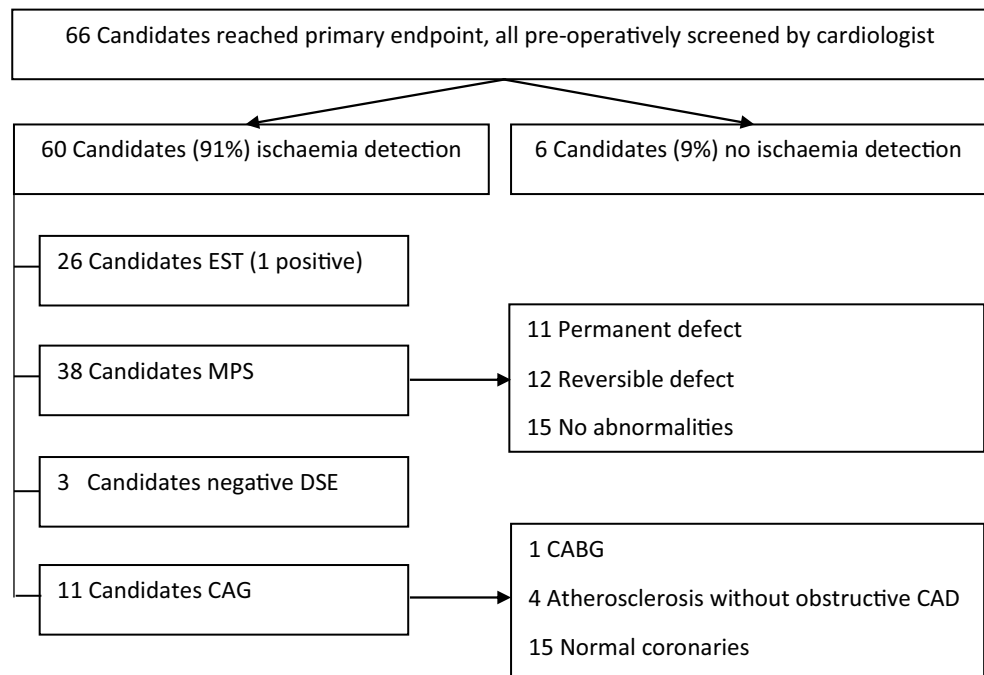 66 Candidates reached primary endpoint, all pre-operatively screened by cardiologist
60 Candidates (91%) ischaemia detection
6 Candidates (9%) no ischaemia detection
26 Candidates EST (1 positive)
38 Candidates MPS
11 Permanent defect
12 Reversible defect
15 No abnormalities
3 Candidates negative DSE
11 Candidates CAG
1 CABG
4 Atherosclerosis without obstructive CAD
15 Normal coronaries